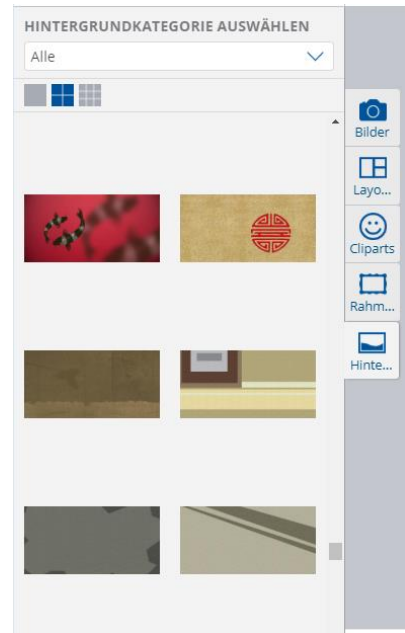 HINTERGRUNDKATEGORIE AUSWÄHLEN
Alle
Bilder
Layo...
Cliparts
Rahm...
Hinte...